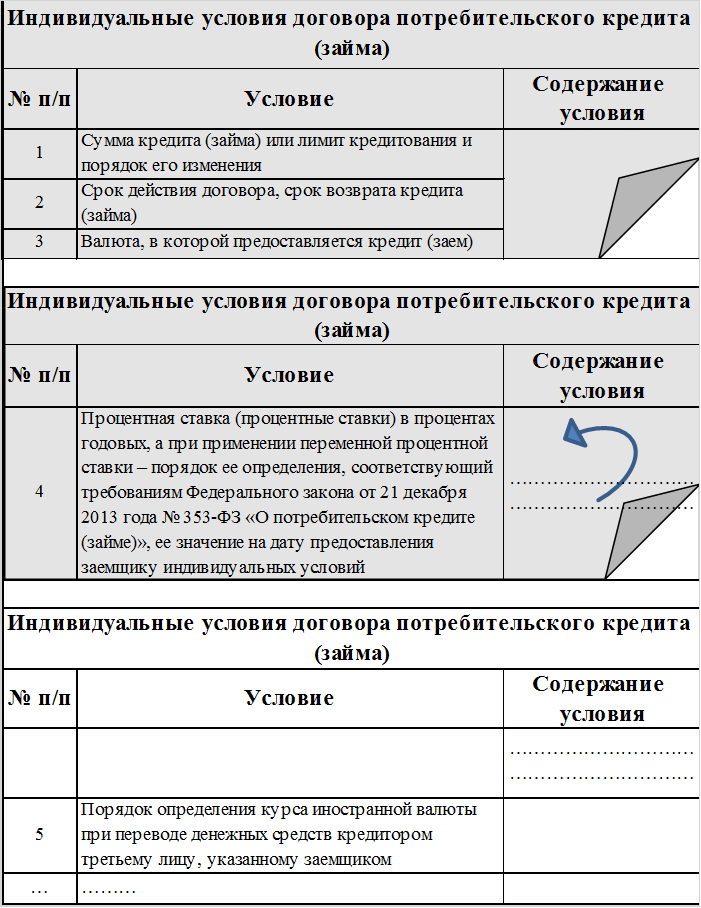 Индивидуальные условия договора потребительского кредита
(займа)
№ п/п Условие Содержание
условия
1 Сумма кредита (займа) или лимит кредитования и
порядок его изменения
2 Срок действия договора, срок возврата кредита
(займа)
3 Валюта, в которой предоставляется кредит (заем)
Индивидуальные условия договора потребительского кредита
(займа)
№ п/п Условие Содержание
условия
4 Процентная ставка (процентные ставки) в процентах
годовых, а при применении переменной процентной
ставки – порядок ее определения, соответствующий
требованиям Федерального закона от 21 декабря
2013 года № 353-ФЗ «О потребительском кредите
(займе)», ее значение на дату предоставления
заемщику индивидуальных условий
……………………………
……………………………
Индивидуальные условия договора потребительского кредита
(займа)
№ п/п Условие Содержание
условия
……………………………
……………………………
5 Порядок определения курса иностранной валюты
при переводе денежных средств кредитором
третьему лицу, указанному заемщиком
… ………